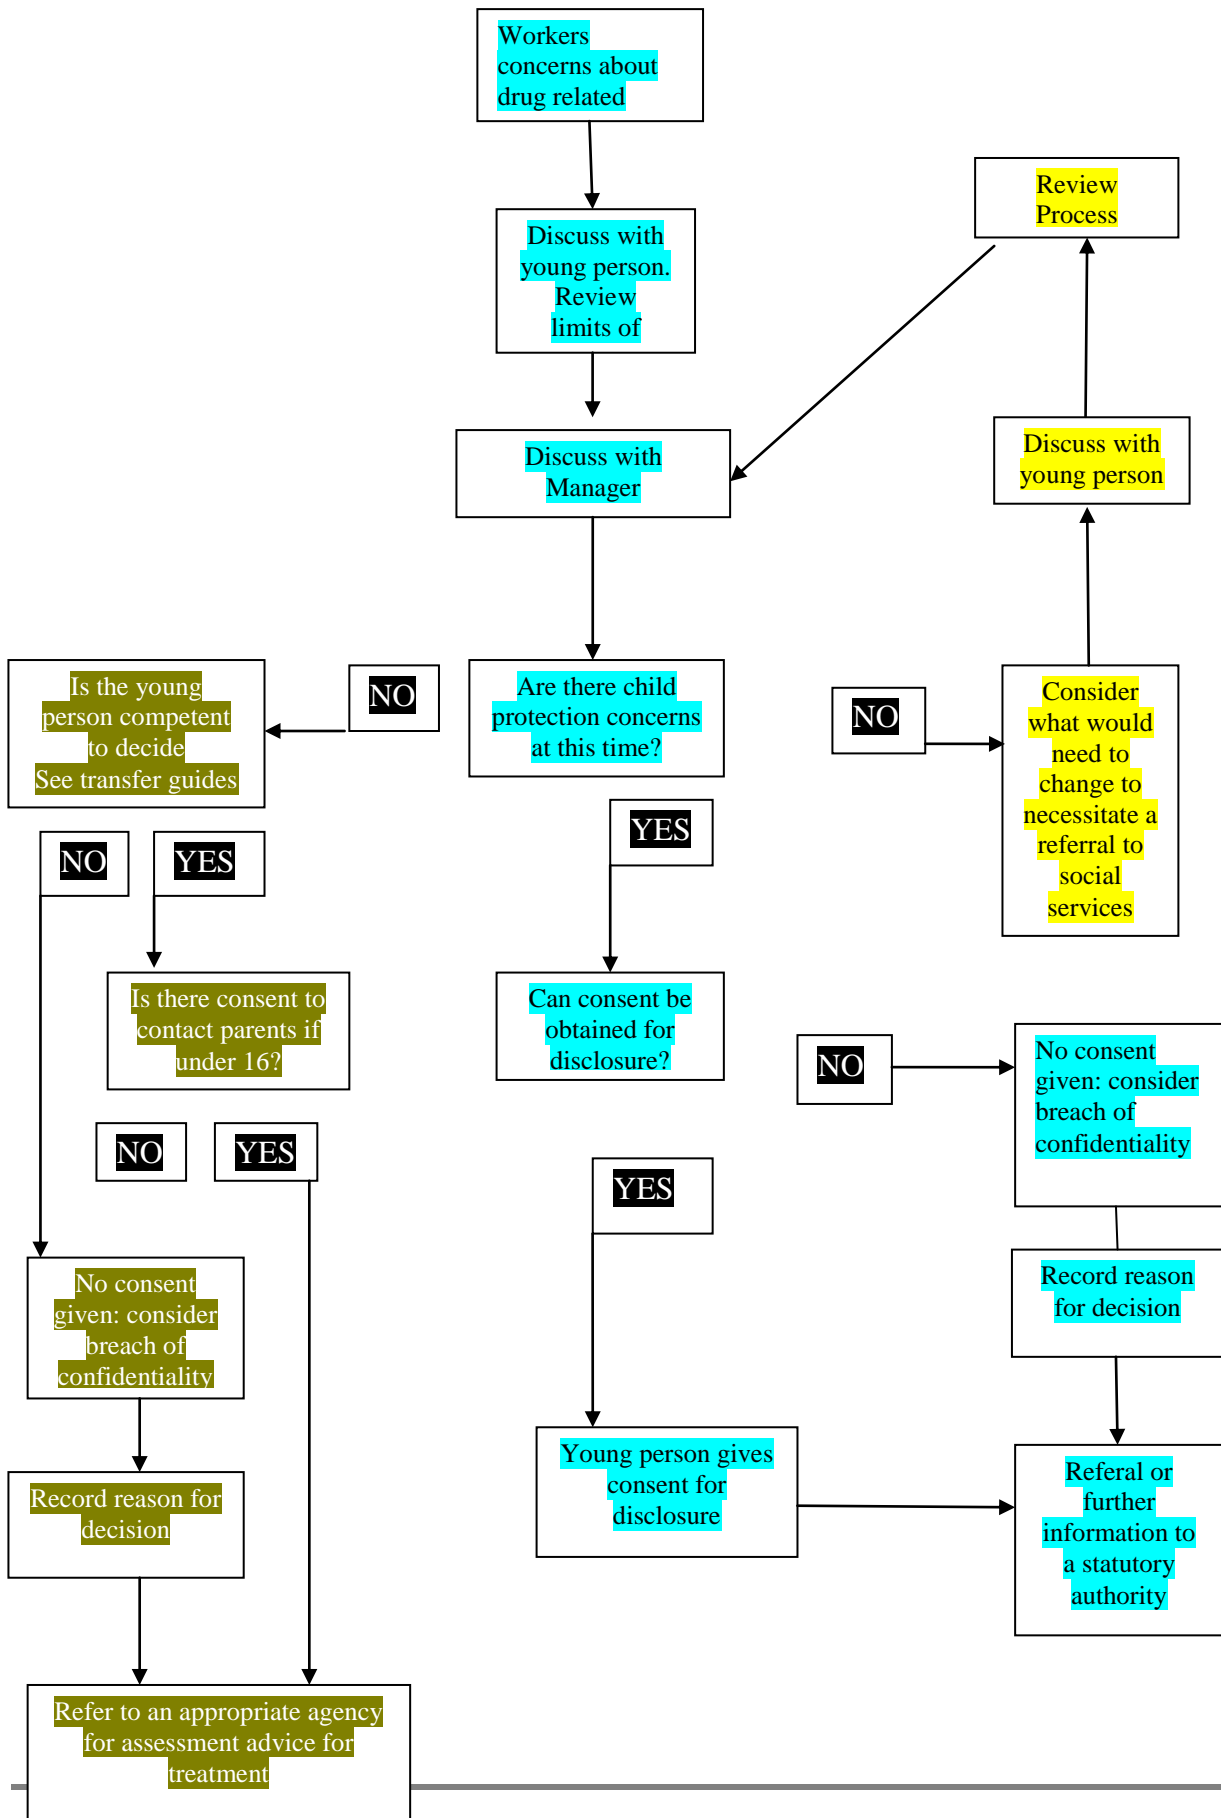 Workers
concerns about
drug related
Review
Process
Discuss with
young person.
Review
limits of
Discuss with
Manager
Discuss with
young person
Is the young
person competent
to decide
See transfer guides
NO
Are there child
protection concerns
at this time?
NO
Consider
what would
need to
change to
necessitate a
referral to
social
services
NO
YES
YES
Is there consent to
contact parents if
under 16?
Can consent be
obtained for
disclosure?
NO
No consent
given: consider
breach of
confidentiality
NO
YES
YES
No consent
given: consider
breach of
confidentiality
Record reason
for decision
Record reason for
decision
Young person gives
consent for
disclosure
Referal or
further
information to
a statutory
authority
Refer to an appropriate agency
for assessment advice for
treatment